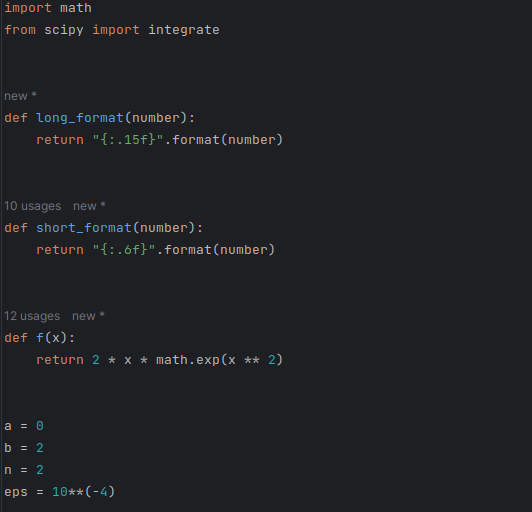 import math
from scipy import integrate
new *
def long_format(number):
    return "{:.15f}".format(number)
10 usages   new *
def short_format(number):
    return "{:.6f}".format(number)
12 usages   new *
def f(x):
    return 2 * x * math.exp(x ** 2)
a = 0
b = 2
n = 2
eps = 10**(-4)